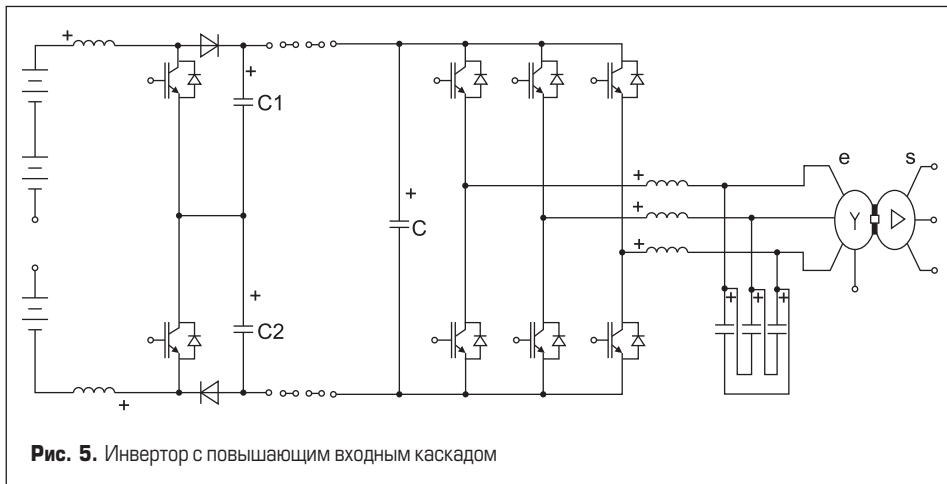 +
+
C1
+
C
+
C2
+
+
+
+
+
+
+
+
e
s
Y
Рис. 5. Инвертор с повышающим входным каскадом